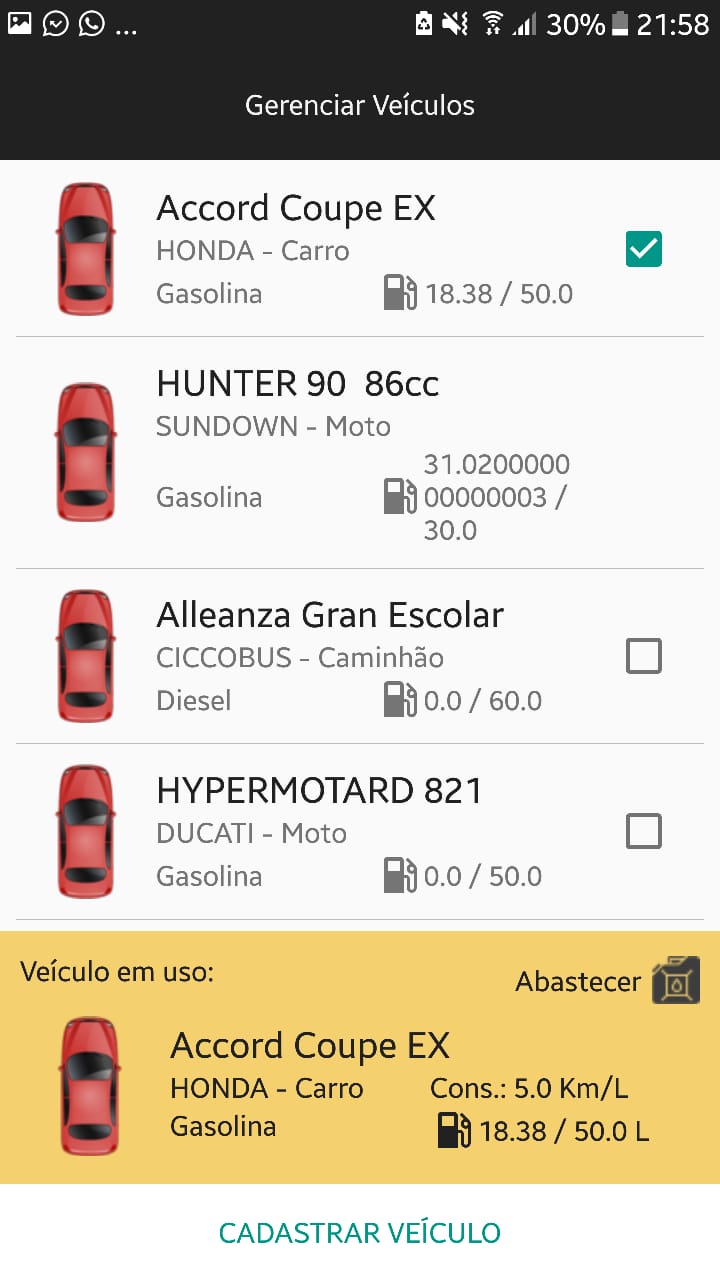 ... 30% 21:58
Gerenciar Veículos
Accord Coupe EX
HONDA - Carro
Gasolina 18.38 / 50.0
HUNTER 90  86cc
SUNDOWN - Moto
31.0200000
Gasolina 00000003 /
30.0
Alleanza Gran Escolar
CICCOBUS - Caminhão
Diesel 0.0 / 60.0
HYPERMOTARD 821
DUCATI - Moto
Gasolina 0.0 / 50.0
Veículo em uso:
Abastecer
Accord Coupe EX
HONDA - Carro Cons.: 5.0 Km/L
Gasolina 18.38 / 50.0 L
CADASTRAR VEÍCULO